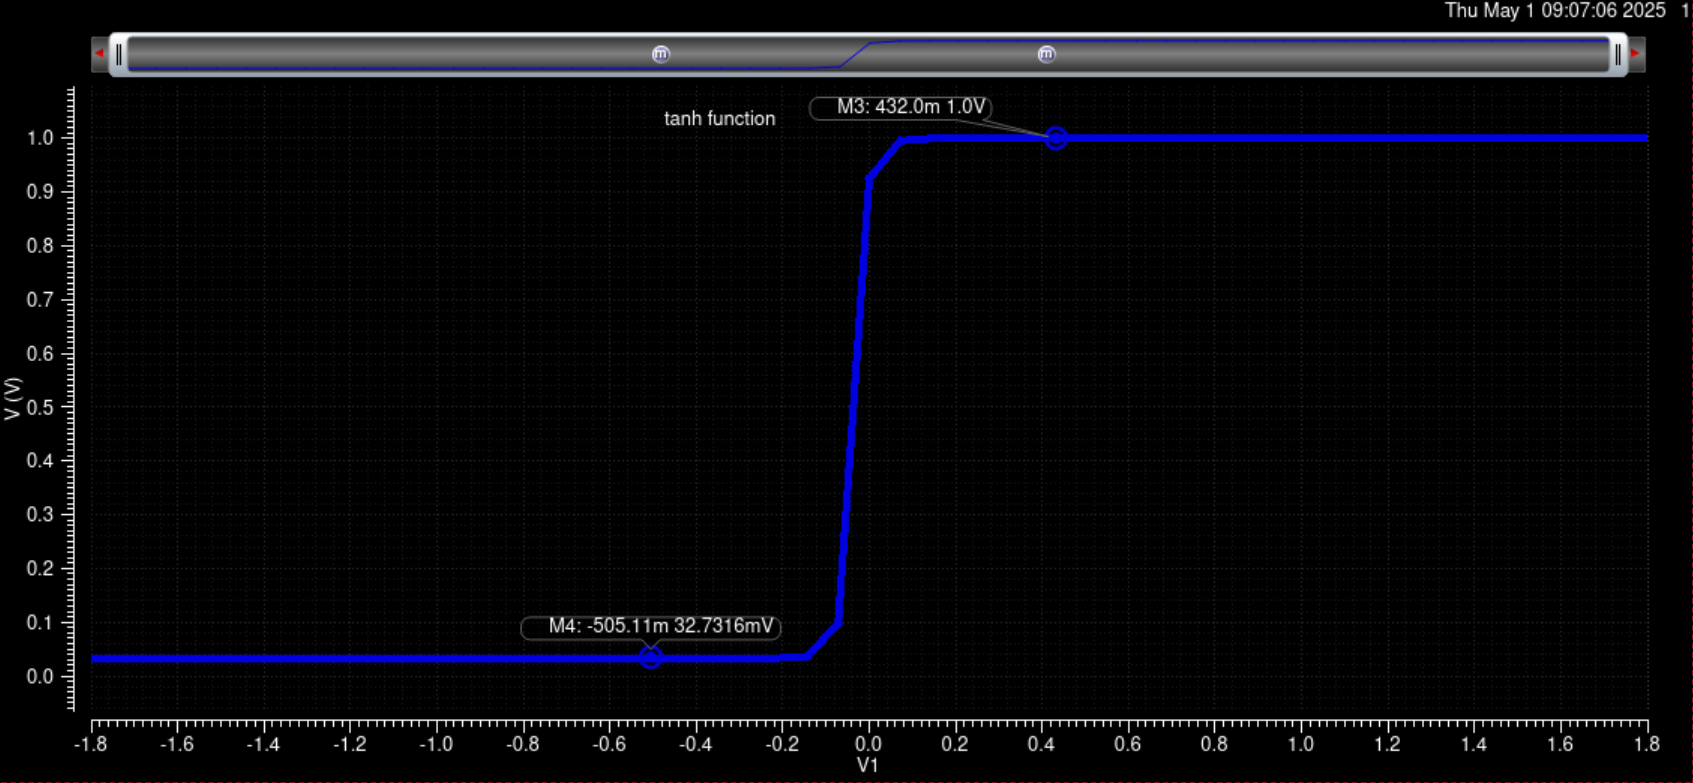 Thu May 1 09:07:06 2025 1
m m
tanh function
M3: 432.0m 1.0V
1.0
0.9
0.8
0.7
0.6
0.5
0.4
0.3
0.2
0.1
0.0
V (V)
M4: -505.11m 32.7316mV
-1.8 -1.6 -1.4 -1.2 -1.0 -0.8 -0.6 -0.4 -0.2 0.0 0.2 0.4 0.6 0.8 1.0 1.2 1.4 1.6 1.8
V1